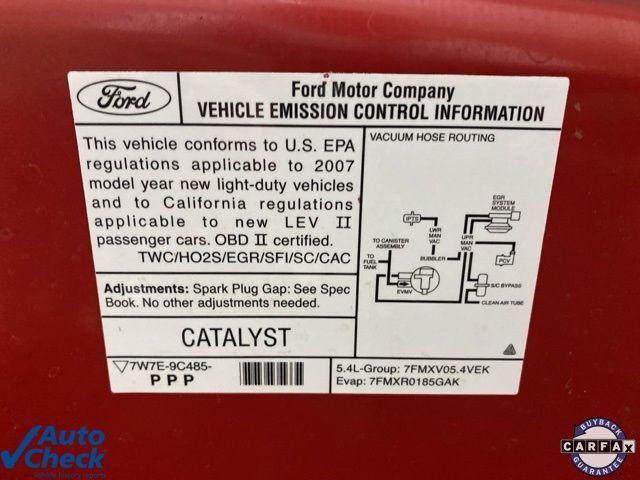 Ford
Ford Motor Company
VEHICLE EMISSION CONTROL INFORMATION
This vehicle conforms to U.S. EPA
regulations applicable to 2007
model year new light-duty vehicles
and to California regulations
applicable to new LEV II
passenger cars. OBD II certified.
TWC/HO2S/EGR/SFI/SC/CAC
Adjustments: Spark Plug Gap: See Spec
Book. No other adjustments needed.
CATALYST
7W7E-9C485-
P P P
VACUUM HOSE ROUTING
EGR
SYSTEM
MODULE
IPTS
LWR
MAN
VAC
UPR
MAN
VAC
TO CANISTER
ASSEMBLY
BUBBLER
PCV
TO FUEL
TANK
EVMV
S/C BYPASS
CLEAN AIR TUBE
5.4L-Group: 7FMXV05.4VEK
Evap: 7FMXR0185GAK
Auto
Check
vehicle history reports
BUYBACK
CARFAX
GUARANTEE